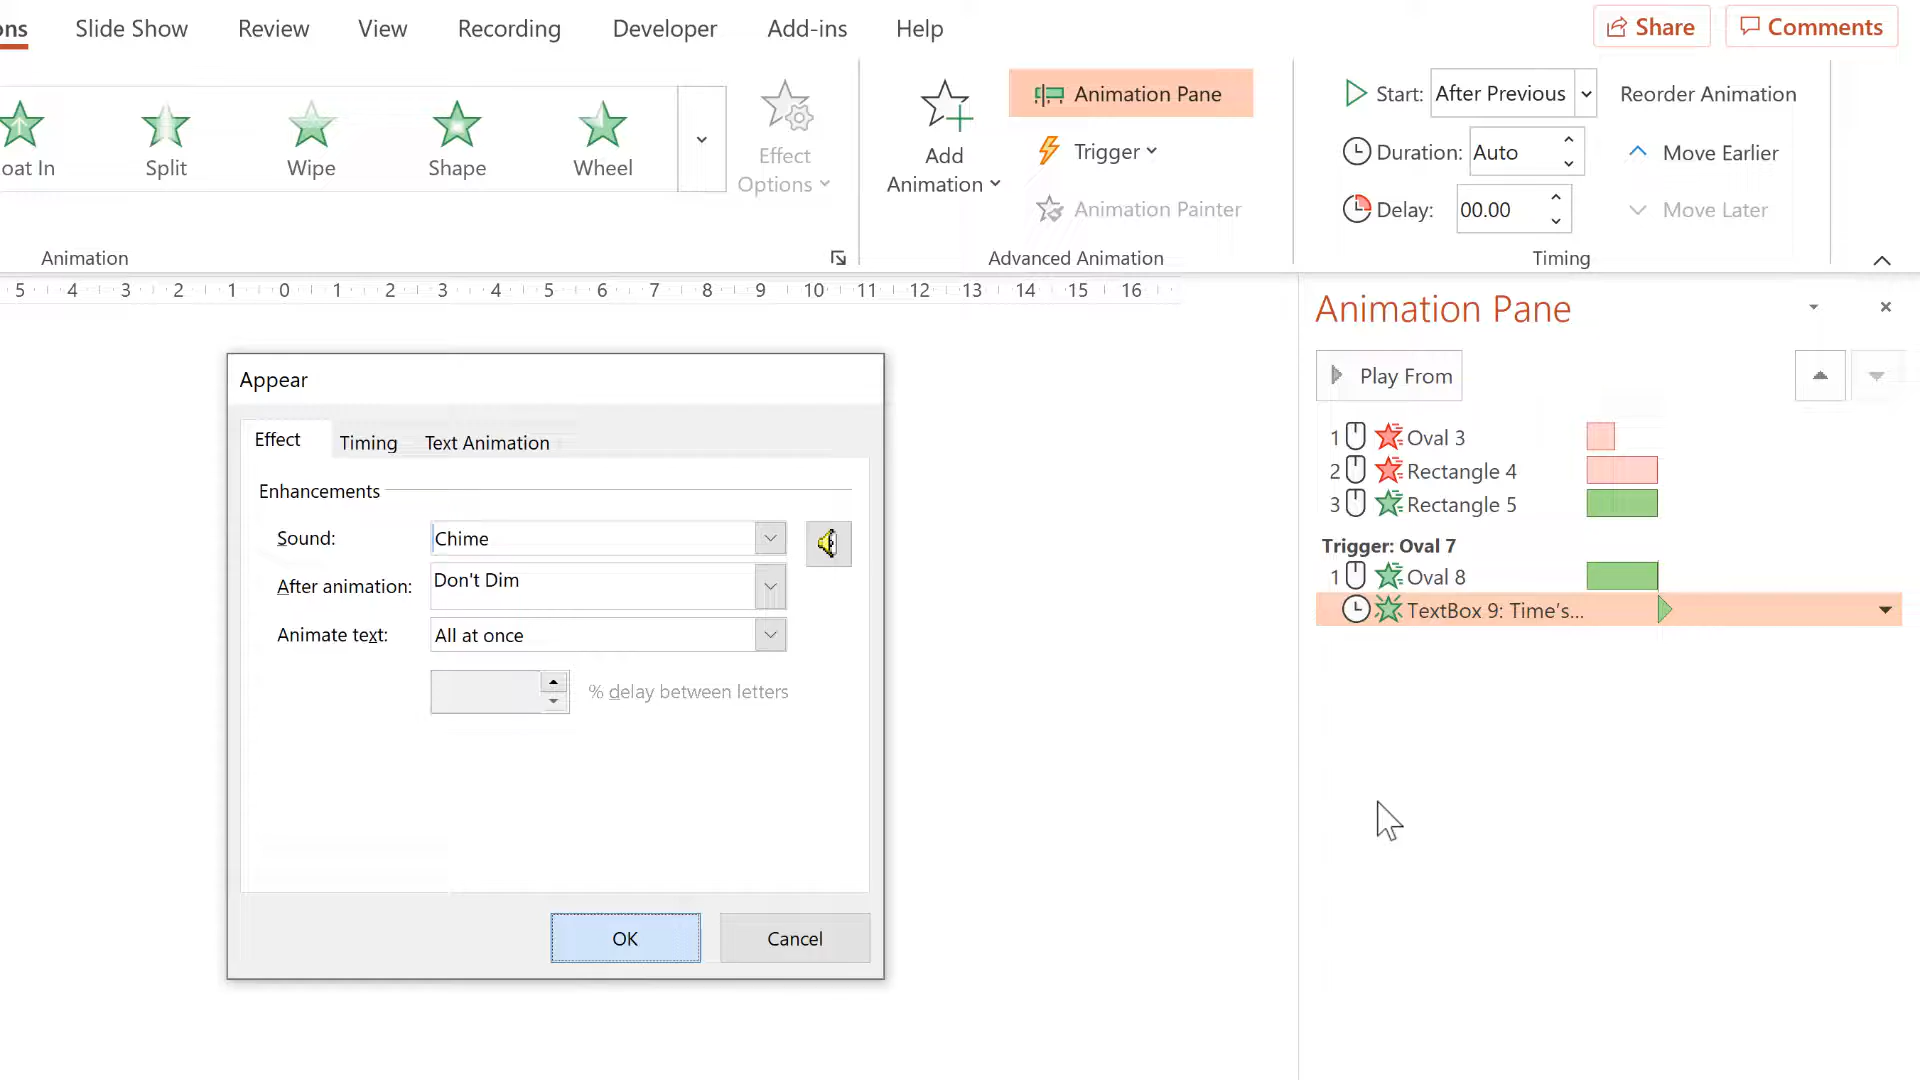 ons Slide Show Review View Recording Developer Add-ins Help Share Comments
oat In Split Wipe Shape Wheel
Effect Options
Add Animation
Animation Pane
Trigger
Animation Painter
Start: After Previous
Duration: Auto
Delay: 00.00
Reorder Animation
Move Earlier
Move Later
Animation Advanced Animation Timing
5 4 3 2 1 0 1 2 3 4 5 6 7 8 9 10 11 12 13 14 15 16
Appear
Effect Timing Text Animation
Enhancements
Sound: Chime
After animation: Don't Dim
Animate text: All at once
% delay between letters
OK Cancel
Animation Pane
Play From
1 Oval 3
2 Rectangle 4
3 Rectangle 5
Trigger: Oval 7
1 Oval 8
TextBox 9: Time's...